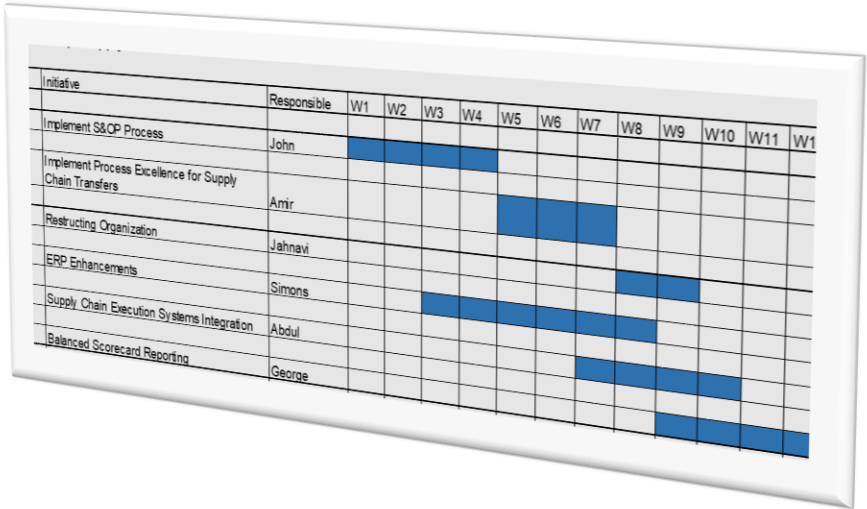 Initiative Responsible W1 W2 W3 W4 W5 W6 W7 W8 W9 W10 W11 W1
Implement S&OP Process John
Implement Process Excellence for Supply
Chain Transfers Amir
Restructing Organization Jahnavi
ERP Enhancements Simons
Supply Chain Execution Systems Integration Abdul
Balanced Scorecard Reporting George